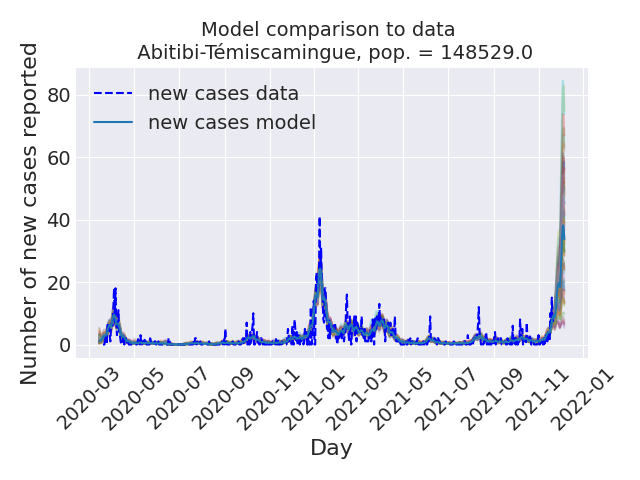 Model comparison to data
Abitibi-Témiscamingue, pop. = 148529.0
Number of new cases reported
80
60
40
20
0
new cases data
new cases model
2020-03
2020-05
2020-07
2020-09
2020-11
2021-01
2021-03
2021-05
2021-07
2021-09
2021-11
2022-01
Day